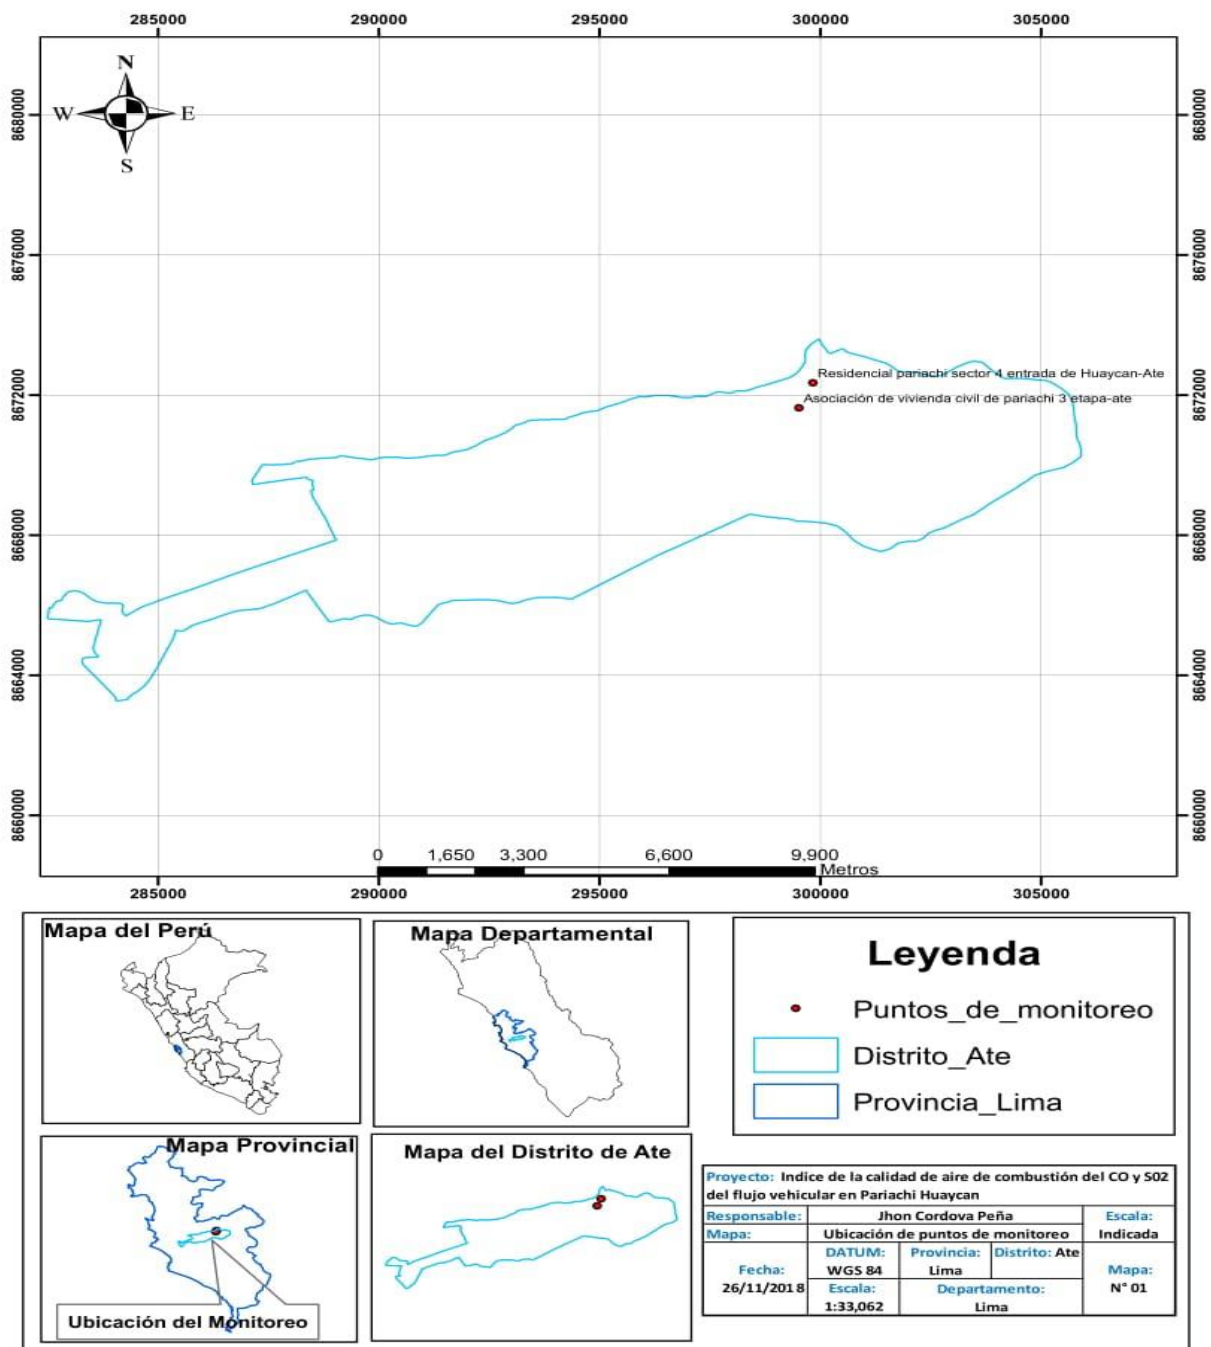 285000 290000 295000 300000 305000
N
W E
S
8680000 8680000
8676000 8676000
Residencial pariachi sector 4 entrada de Huaycan-Ate
8672000 8672000
Asociación de vivienda civil de pariachi 3 etapa-ate
8668000 8668000
8664000 8664000
8660000 8660000
0 1,650 3,300 6,600 9,900
Metros
285000 290000 295000 300000 305000
Mapa del Perú
Mapa Departamental
Leyenda
Puntos_de_monitoreo
Distrito_Ate
Provincia_Lima
Mapa Provincial
Ubicación del Monitoreo
Mapa del Distrito de Ate
Proyecto: Indice de la calidad de aire de combustión del CO y S02
del flujo vehicular en Pariachi Huaycan
Responsable: Jhon Cordova Peña Escala:
Mapa: Ubicación de puntos de monitoreo Indicada
DATUM: Provincia: Distrito: Ate
Fecha: WGS 84 Lima Mapa:
26/11/2018 Escala: Departamento: N° 01
1:33,062 Lima